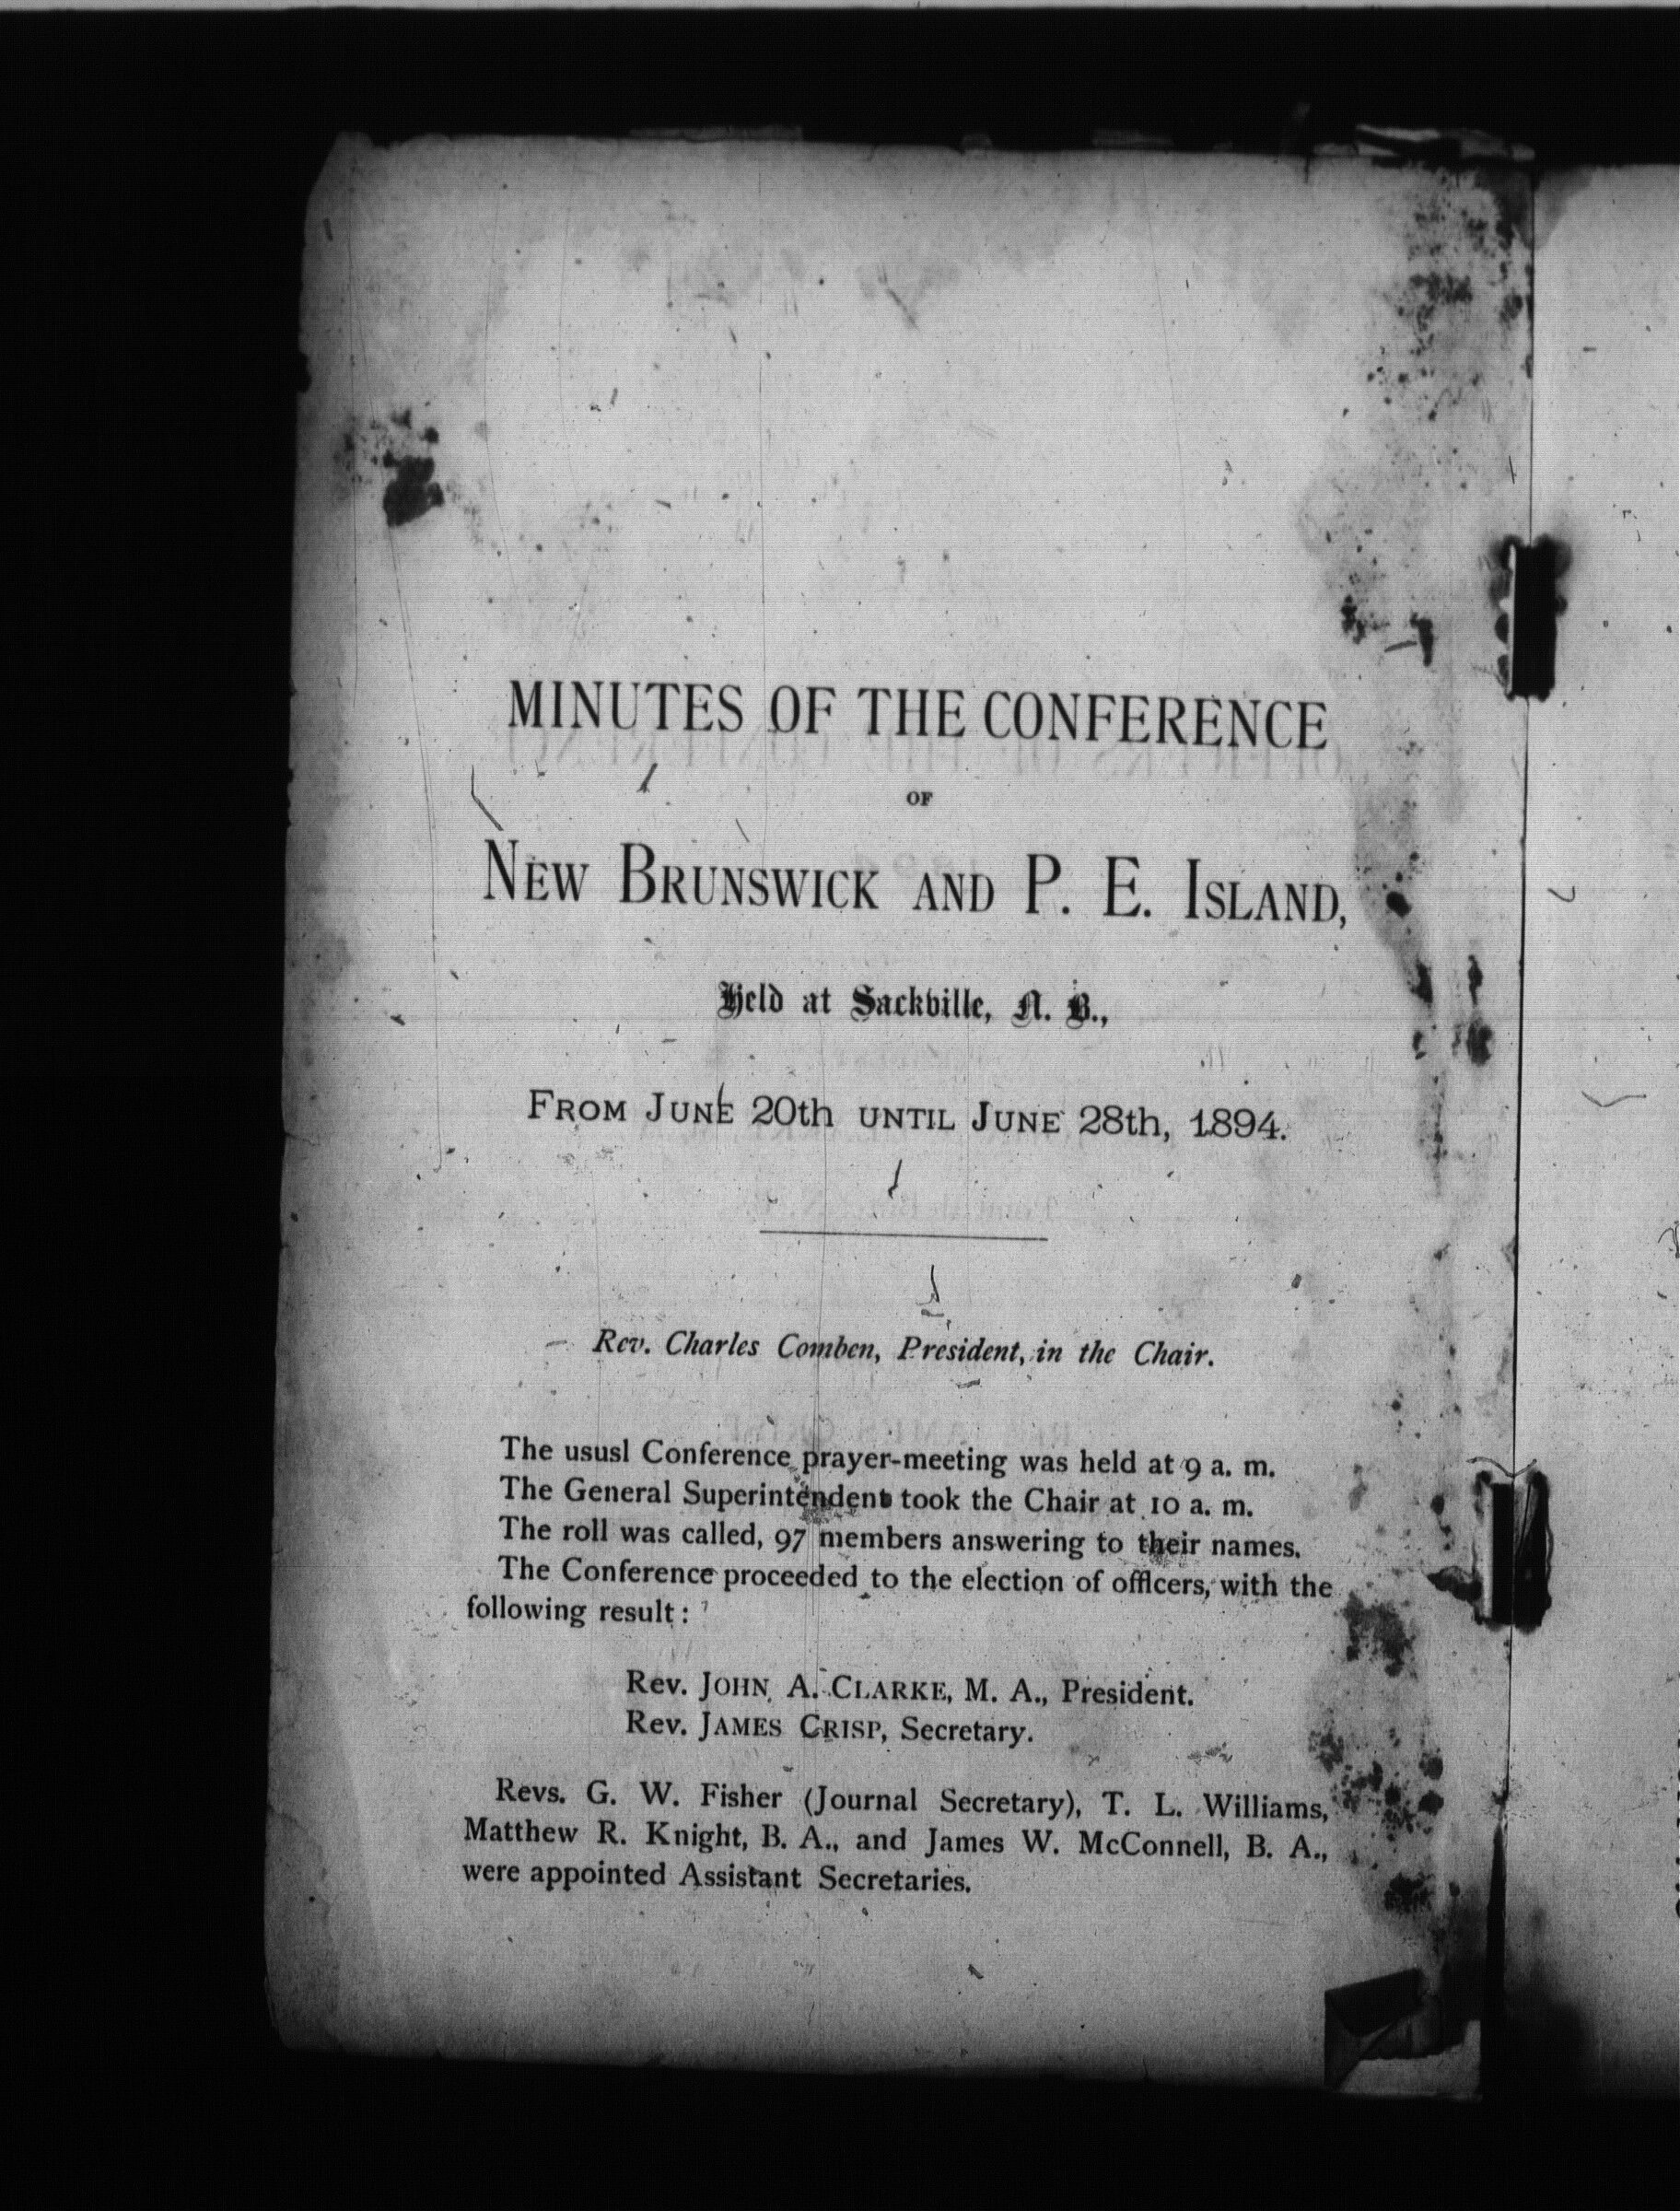 MINUTES OF THE CONFERENCE
OF
NEW BRUNSWICK AND P. E. ISLAND,
Held at Sackville, N. B.,
FROM JUNE 20th UNTIL JUNE 28th, 1894.
Rev. Charles Comben, President, in the Chair.
The ususl Conference prayer-meeting was held at 9 a. m.
The General Superintendent took the Chair at 10 a. m.
The roll was called, 97 members answering to their names.
The Conference proceeded to the election of officers, with the
following result:
Rev. JOHN A. CLARKE, M. A., President.
Rev. JAMES CRISP, Secretary.
Revs. G. W. Fisher (Journal Secretary), T. L. Williams,
Matthew R. Knight, B. A., and James W. McConnell, B. A.,
were appointed Assistant Secretaries.